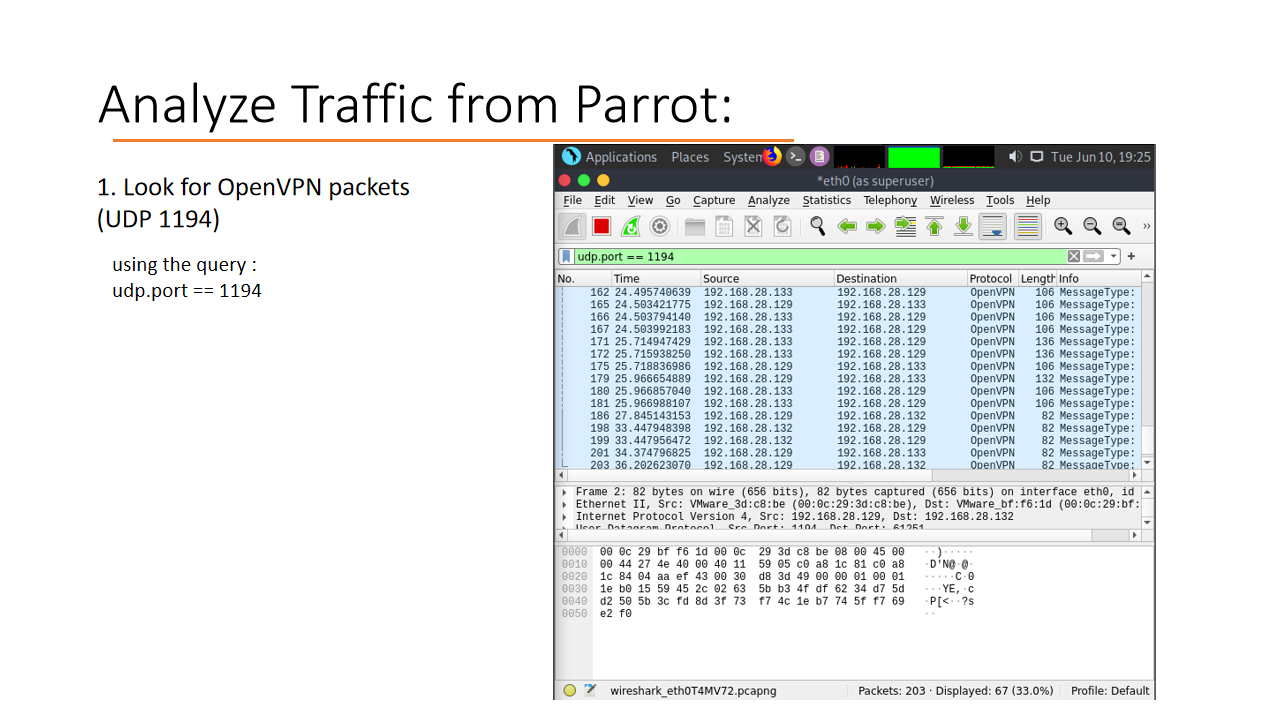 Analyze Traffic from Parrot:
1. Look for OpenVPN packets
(UDP 1194)
using the query :
udp.port == 1194
Applications Places System Tue Jun 10, 19:25
*eth0 (as superuser)
File Edit View Go Capture Analyze Statistics Telephony Wireless Tools Help
udp.port == 1194
No. Time Source Destination Protocol Length Info
162 24.495740639 192.168.28.133 192.168.28.129 OpenVPN 106 MessageType:
165 24.503421775 192.168.28.129 192.168.28.133 OpenVPN 106 MessageType:
166 24.503794140 192.168.28.133 192.168.28.129 OpenVPN 106 MessageType:
167 24.503992183 192.168.28.133 192.168.28.129 OpenVPN 106 MessageType:
171 25.714947429 192.168.28.133 192.168.28.129 OpenVPN 136 MessageType:
172 25.715938250 192.168.28.133 192.168.28.129 OpenVPN 136 MessageType:
175 25.718836986 192.168.28.129 192.168.28.133 OpenVPN 106 MessageType:
179 25.966654889 192.168.28.129 192.168.28.133 OpenVPN 132 MessageType:
180 25.966857040 192.168.28.133 192.168.28.129 OpenVPN 106 MessageType:
181 25.966988107 192.168.28.133 192.168.28.129 OpenVPN 106 MessageType:
186 27.845143153 192.168.28.129 192.168.28.132 OpenVPN 82 MessageType:
198 33.447948398 192.168.28.132 192.168.28.129 OpenVPN 82 MessageType:
199 33.447956472 192.168.28.132 192.168.28.129 OpenVPN 82 MessageType:
201 34.374796825 192.168.28.129 192.168.28.133 OpenVPN 82 MessageType:
203 36.202623070 192.168.28.129 192.168.28.132 OpenVPN 82 MessageType:
Frame 2: 82 bytes on wire (656 bits), 82 bytes captured (656 bits) on interface eth0, id
Ethernet II, Src: VMware_3d:c8:be (00:0c:29:3d:c8:be), Dst: VMware_bf:f6:1d (00:0c:29:bf:
Internet Protocol Version 4, Src: 192.168.28.129, Dst: 192.168.28.132
User Datagram Protocol, Src Port: 1194, Dst Port: 61251
0000 00 0c 29 bf f6 1d 00 0c 29 3d c8 be 08 00 45 00 ··)·····
0010 00 44 27 4e 40 00 40 11 59 05 c0 a8 1c 81 c0 a8 ·D'N@·@·
0020 1c 84 04 aa ef 43 00 30 d8 3d 49 00 00 01 00 01 ·····C·0
0030 1e b0 15 59 45 2c 02 63 5b b3 4f df 62 34 d7 5d ···YE,·c
0040 d2 50 5b 3c fd 8d 3f 73 f7 4c 1e b7 74 5f f7 69 ·P[<··?s
0050 e2 f0 ··
wireshark_eth0T4MV72.pcapng Packets: 203 · Displayed: 67 (33.0%) Profile: Default